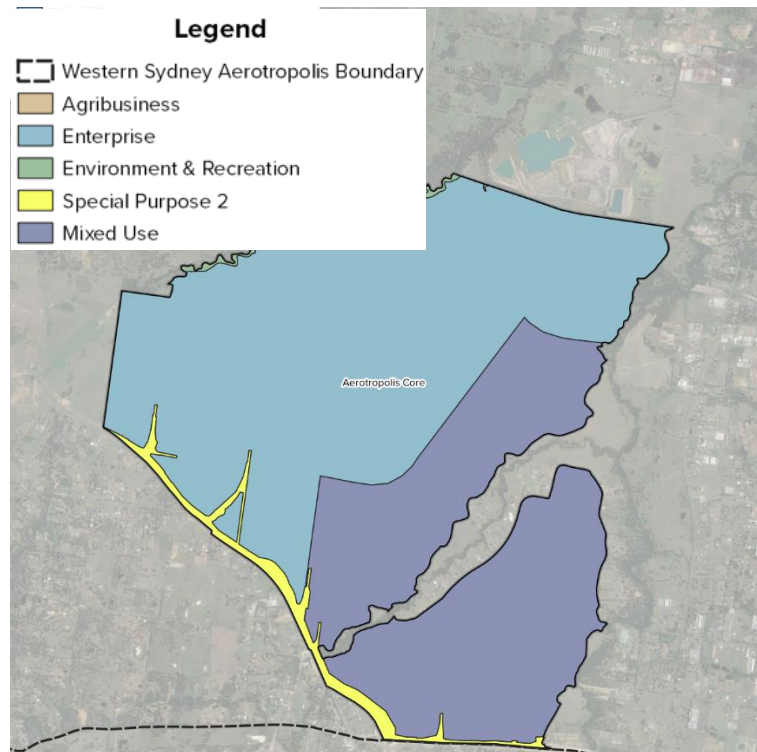 Legend
Western Sydney Aerotropolis Boundary
Agribusiness
Enterprise
Environment & Recreation
Special Purpose 2
Mixed Use
Aerotropolis Core